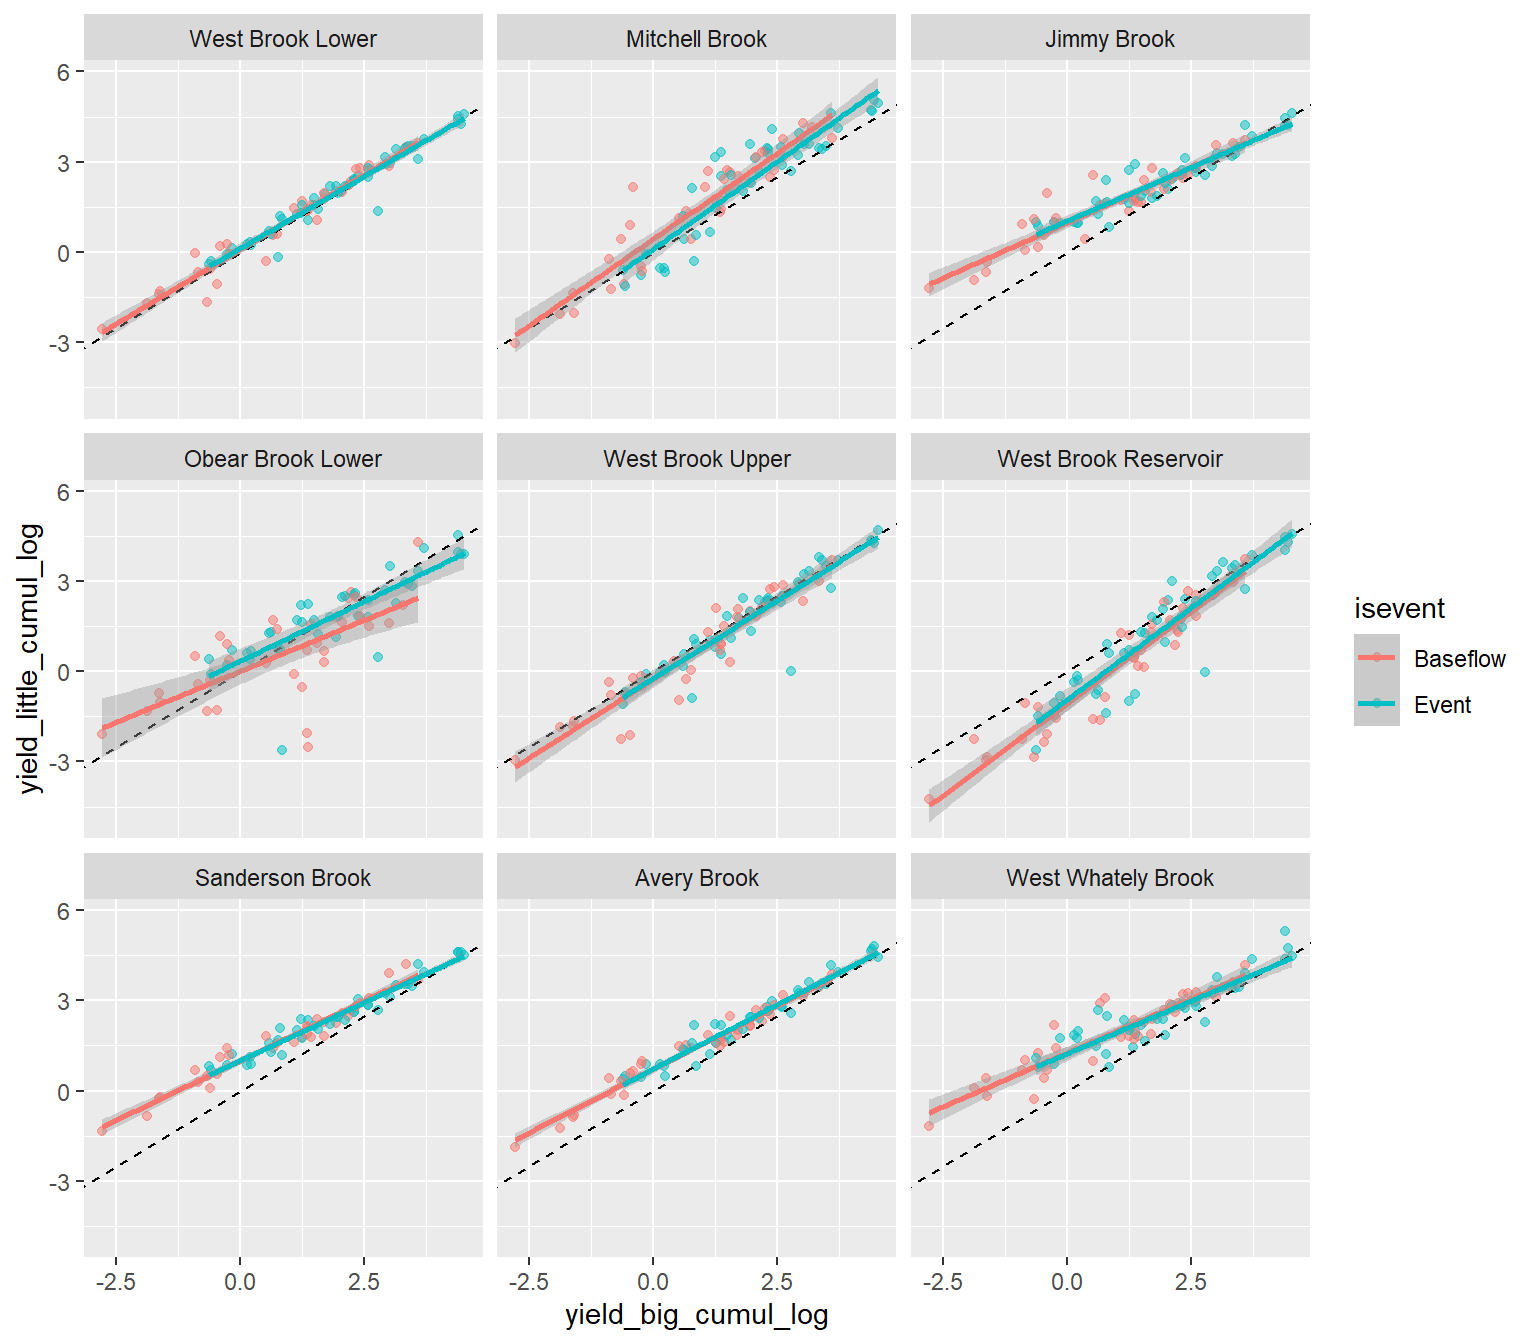 West Brook Lower
Mitchell Brook
Jimmy Brook
6
3
0
-3
Obear Brook Lower
West Brook Upper
West Brook Reservoir
6
3
0
-3
yield_little_cumul_log
isevent
Baseflow
Event
Sanderson Brook
Avery Brook
West Whately Brook
6
3
0
-3
-2.5 0.0 2.5
-2.5 0.0 2.5
-2.5 0.0 2.5
yield_big_cumul_log